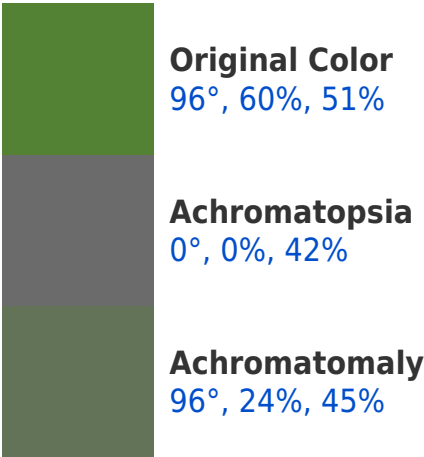 Original Color
96°, 60%, 51%
Achromatopsia
0°, 0%, 42%
Achromatomaly
96°, 24%, 45%